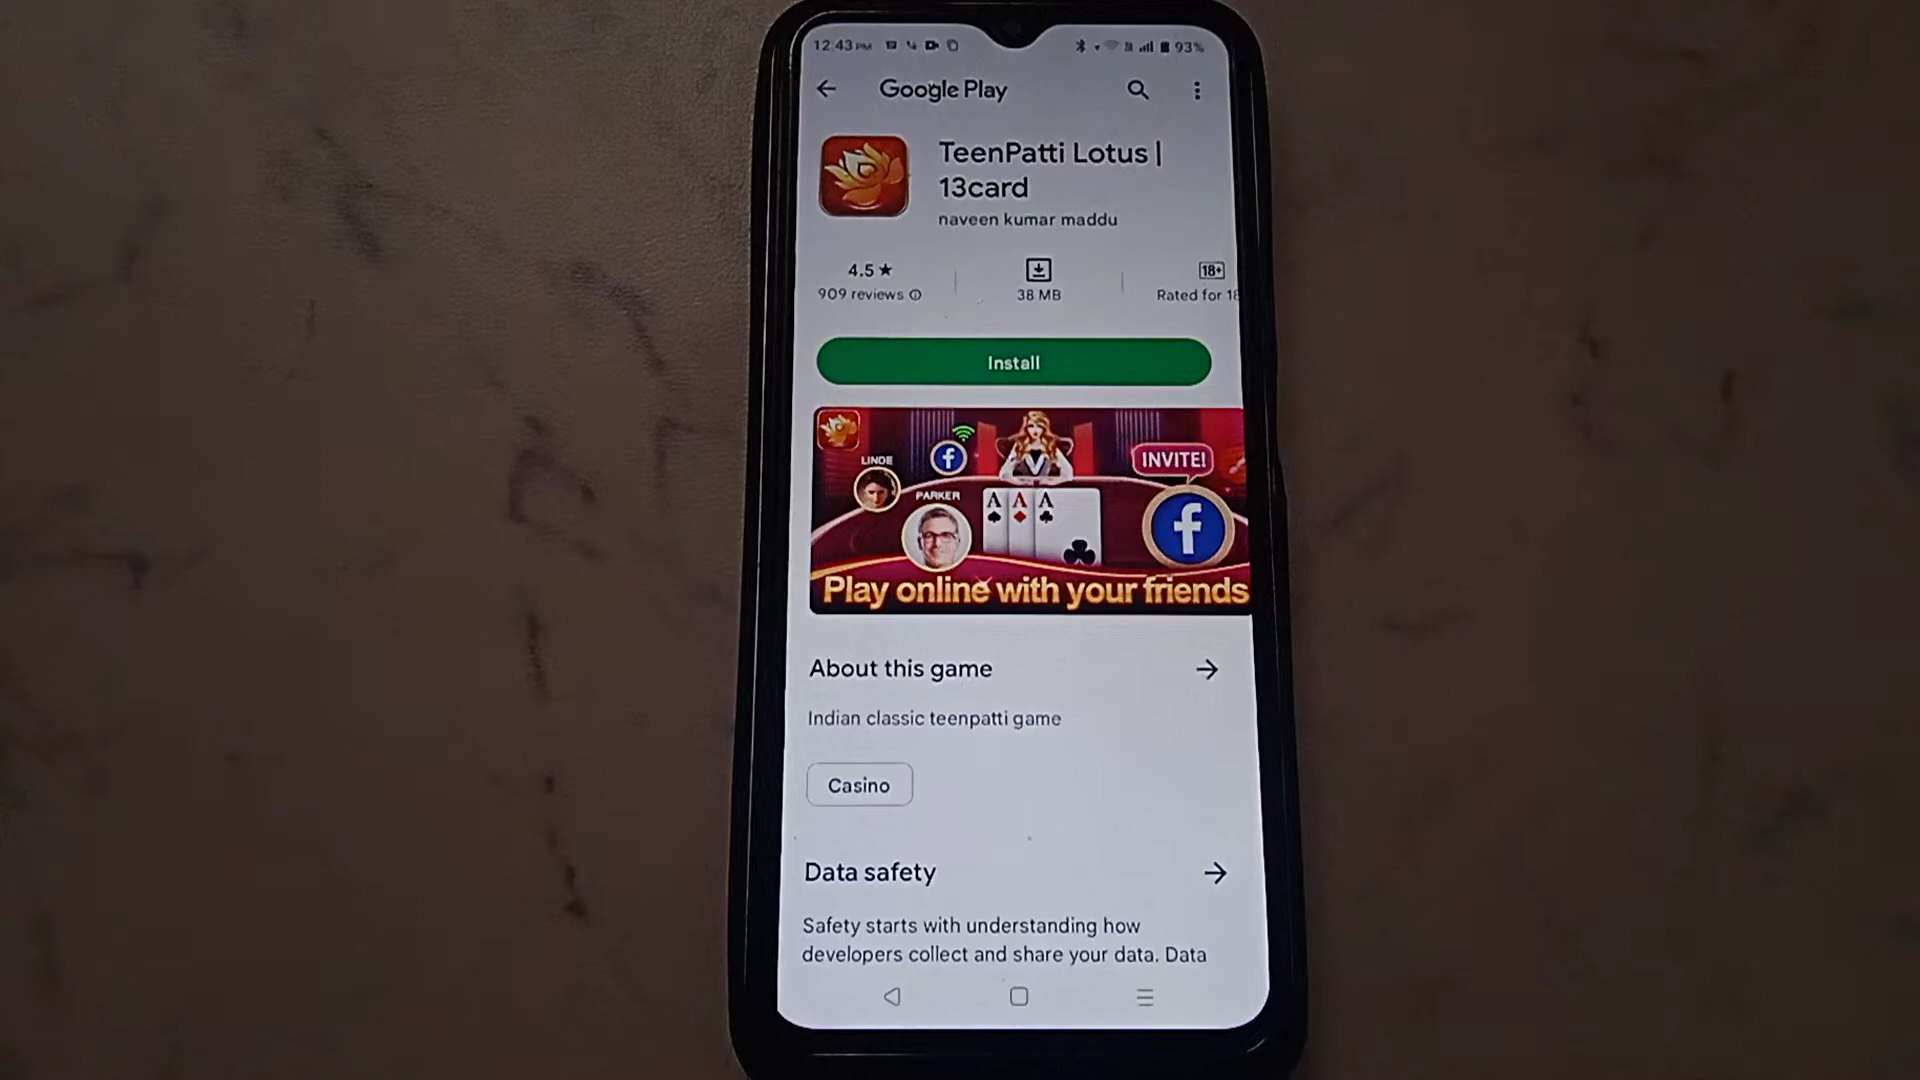 12:43 PM
93%
Google Play
TeenPatti Lotus |
13card
naveen kumar maddu
4.5★
909 reviews
38 MB
18+
Rated for 18
Install
LINDE
f
INVITE!
PARKER
A A A
f
Play online with your friends
About this game
Indian classic teenpatti game
Casino
Data safety
Safety starts with understanding how
developers collect and share your data. Data